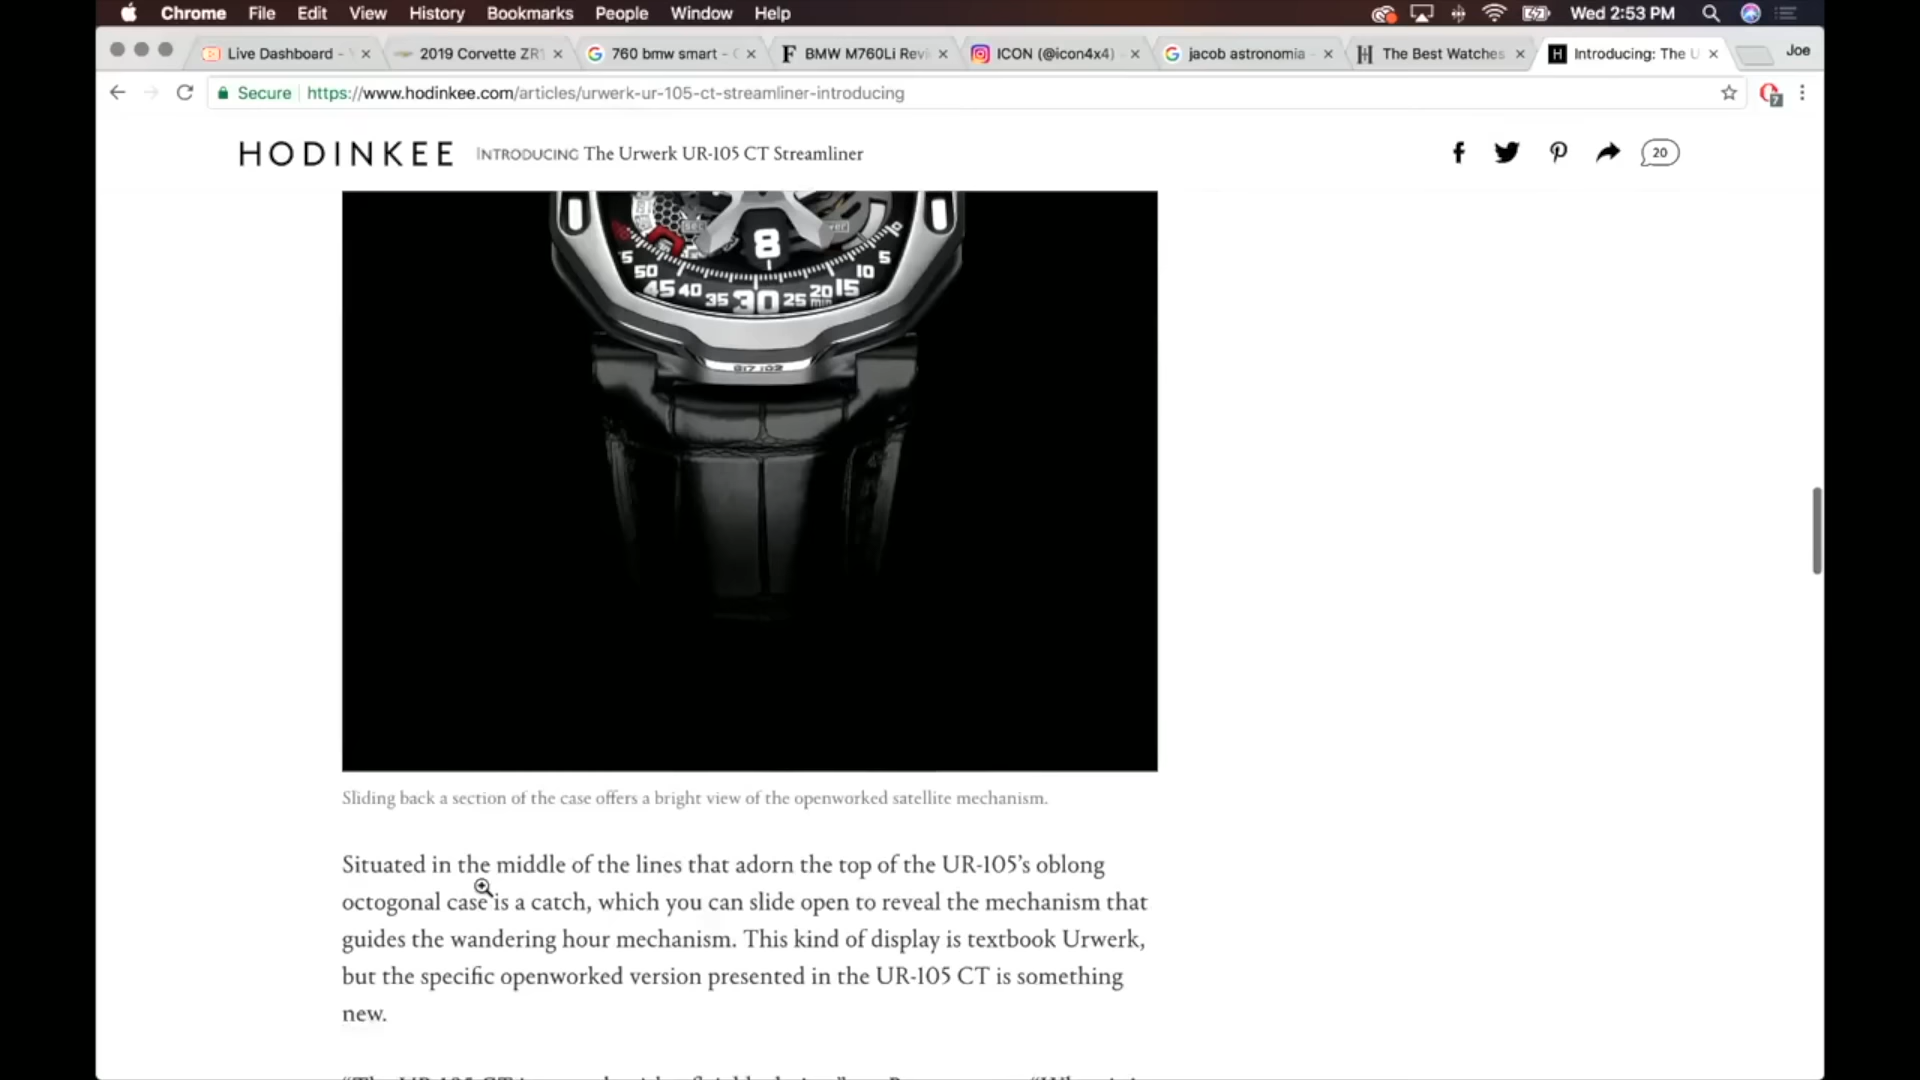 Chrome File Edit View History Bookmarks People Window Help Wed 2:53 PM
Live Dashboard - 2019 Corvette ZR1 760 bmw smart - BMW M760Li Revi ICON (@icon4x4) jacob astronomia - The Best Watches Introducing: The U Joe
Secure https://www.hodinkee.com/articles/urwerk-ur-105-ct-streamliner-introducing 7
HODINKEE INTRODUCING The Urwerk UR-105 CT Streamliner 20
8
5 5
50 10
45 40 35 30 25 20 15
min
Sliding back a section of the case offers a bright view of the openworked satellite mechanism.
Situated in the middle of the lines that adorn the top of the UR-105’s oblong
octogonal case is a catch, which you can slide open to reveal the mechanism that
guides the wandering hour mechanism. This kind of display is textbook Urwerk,
but the specific openworked version presented in the UR-105 CT is something
new.